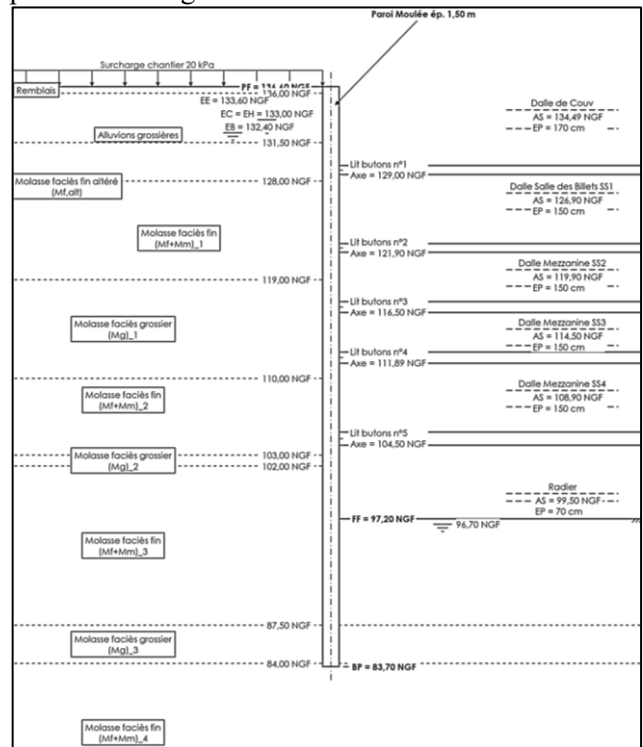 Paroi Moulée ép. 1,50 m
Surcharge chantier 20 kPa
Remblais
PF = 136,60 NGF
136,00 NGF
EE = 133,60 NGF
EC = EH = 133,00 NGF
EB = 132,40 NGF
Alluvions grossières
131,50 NGF
Dalle de Couv
AS = 134,49 NGF
EP = 170 cm
Lit butons n°1
Axe = 129,00 NGF
Molasse faciès fin altéré
(Mf,alt)
128,00 NGF
Dalle Salle des Billets SS1
AS = 126,90 NGF
EP = 150 cm
Molasse faciès fin
(Mf+Mm)_1
Lit butons n°2
Axe = 121,90 NGF
119,00 NGF
Dalle Mezzanine SS2
AS = 119,90 NGF
EP = 150 cm
Lit butons n°3
Axe = 116,50 NGF
Molasse faciès grossier
(Mg)_1
Dalle Mezzanine SS3
AS = 114,50 NGF
EP = 150 cm
Lit butons n°4
Axe = 111,89 NGF
110,00 NGF
Dalle Mezzanine SS4
AS = 108,90 NGF
EP = 150 cm
Molasse faciès fin
(Mf+Mm)_2
Lit butons n°5
Axe = 104,50 NGF
Molasse faciès grossier
(Mg)_2
103,00 NGF
102,00 NGF
Radier
AS = 99,50 NGF
EP = 70 cm
FF = 97,20 NGF
96,70 NGF
Molasse faciès fin
(Mf+Mm)_3
87,50 NGF
Molasse faciès grossier
(Mg)_3
84,00 NGF
BP = 83,70 NGF
Molasse faciès fin
(Mf+Mm)_4